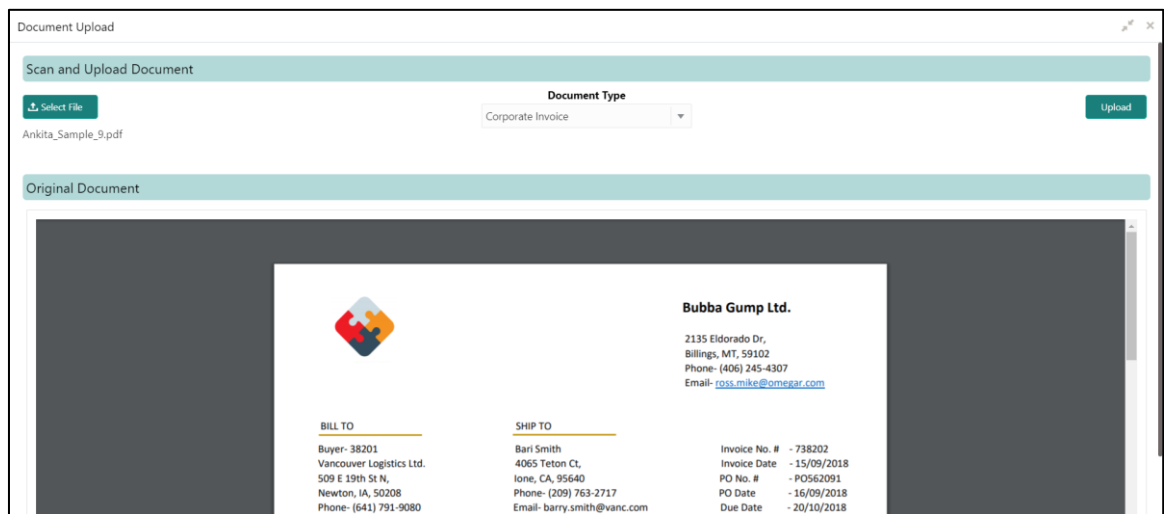 Document Upload
Scan and Upload Document
Select File
Document Type
Corporate Invoice
Upload
Ankita_Sample_9.pdf
Original Document
Bubba Gump Ltd.
2135 Eldorado Dr,
Billings, MT, 59102
Phone- (406) 245-4307
Email- ross.mike@omegar.com
BILL TO
Buyer- 38201
Vancouver Logistics Ltd.
509 E 19th St N,
Newton, IA, 50208
Phone- (641) 791-9080
SHIP TO
Bari Smith
4065 Teton Ct,
Ione, CA, 95640
Phone- (209) 763-2717
Email- barry.smith@vanc.com
Invoice No. # - 738202
Invoice Date - 15/09/2018
PO No. # - PO562091
PO Date - 16/09/2018
Due Date - 20/10/2018